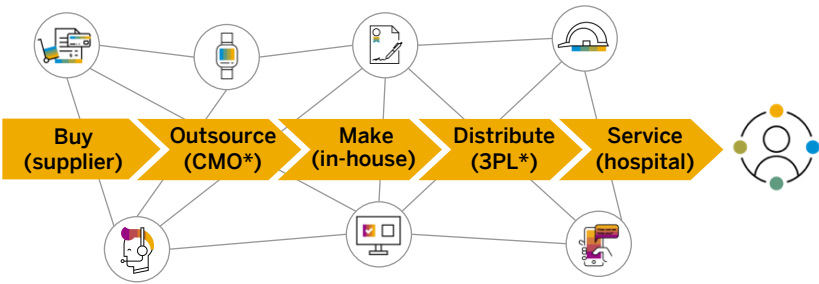 Buy
(supplier)
Outsource
(CMO*)
Make
(in-house)
Distribute
(3PL*)
Service
(hospital)